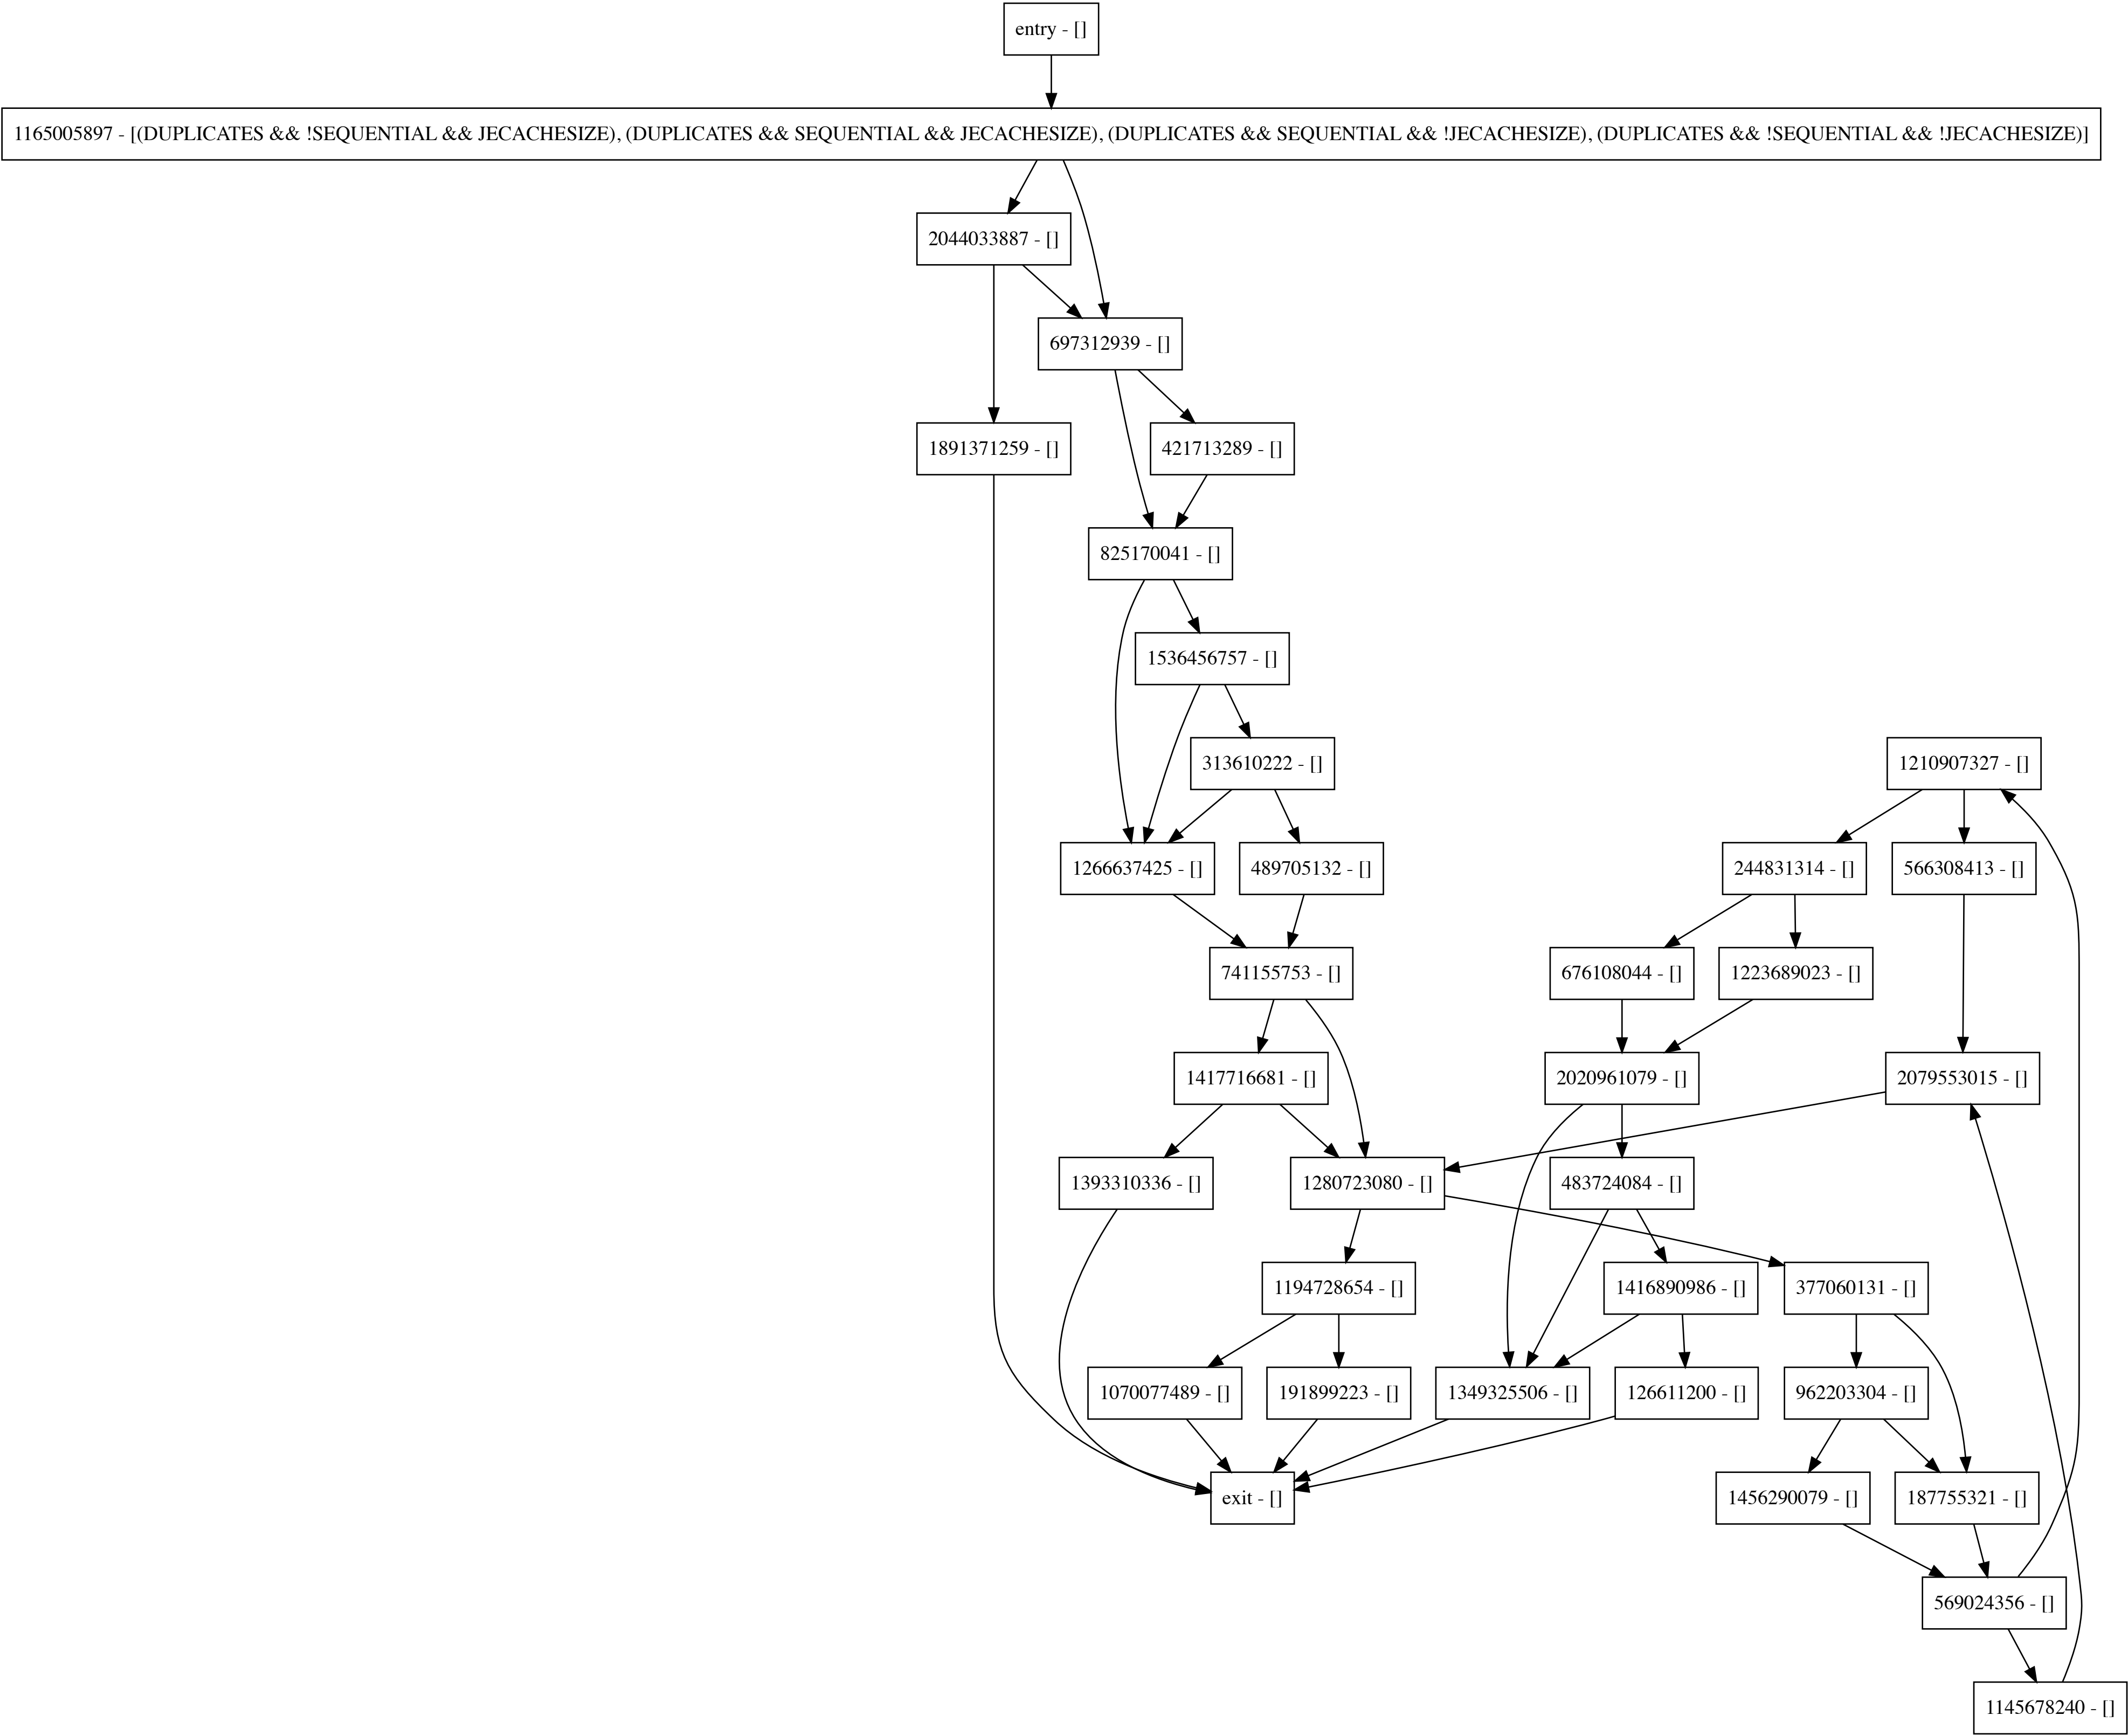 entry - []
1165005897 - [(DUPLICATES && !SEQUENTIAL && JECACHESIZE), (DUPLICATES && SEQUENTIAL && JECACHESIZE), (DUPLICATES && SEQUENTIAL && !JECACHESIZE), (DUPLICATES && !SEQUENTIAL && !JECACHESIZE)]
2044033887 - []
697312939 - []
1891371259 - []
421713289 - []
825170041 - []
1536456757 - []
313610222 - []
1210907327 - []
1266637425 - []
489705132 - []
244831314 - []
566308413 - []
741155753 - []
676108044 - []
1223689023 - []
1417716681 - []
2020961079 - []
2079553015 - []
1393310336 - []
1280723080 - []
483724084 - []
1194728654 - []
1416890986 - []
377060131 - []
1070077489 - []
191899223 - []
1349325506 - []
126611200 - []
962203304 - []
exit - []
1456290079 - []
187755321 - []
569024356 - []
1145678240 - []